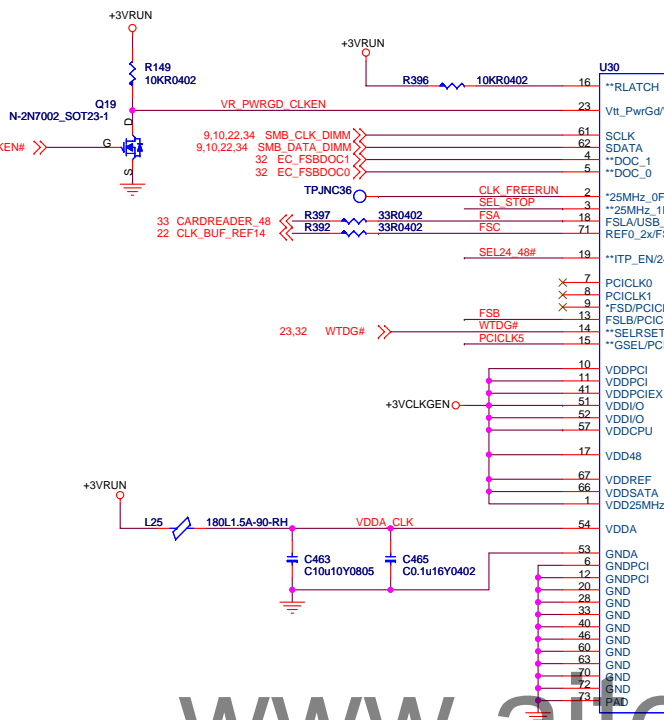 +3VRUN
R149
10KR0402
Q19
N-2N7002_SOT23-1
D
G
S
KEN#
VR_PWRGD_CLKEN
+3VRUN
R396 10KR0402
U30
16 **RLATCH
23 Vtt_PwrGd/
9,10,22,34 SMB_CLK_DIMM 61 SCLK
9,10,22,34 SMB_DATA_DIMM 62 SDATA
32 EC_FSBDOC1 4 **DOC_1
32 EC_FSBDOC0 5 **DOC_0
TPJNC36 CLK_FREERUN 2 *25MHz_0F
SEL_STOP 3 **25MHz_1
33 CARDREADER_48 R397 33R0402 FSA 18 FSLA/USB_
22 CLK_BUF_REF14 R392 33R0402 FSC 71 REF0_2x/FS
SEL24_48# 19 **ITP_EN/24
7 PCICLK0
8 PCICLK1
9 *FSD/PCIC
FSB 13 FSLB/PCIC
23,32 WTDG# WTDG# 14 **SELRSET
PCICLK5 15 **GSEL/PCI
10 VDDPCI
11 VDDPCI
41 VDDPCIEX
+3VCLKGEN 51 VDDI/O
52 VDDI/O
57 VDDCPU
17 VDD48
67 VDDREF
66 VDDSATA
1 VDD25MHz
+3VRUN
L25 180L1.5A-90-RH VDDA_CLK 54 VDDA
C463
C10u10Y0805
C465
C0.1u16Y0402
53 GNDA
6 GNDPCI
12 GNDPCI
20 GND
28 GND
33 GND
40 GND
46 GND
60 GND
63 GND
70 GND
72 GND
73 PAD